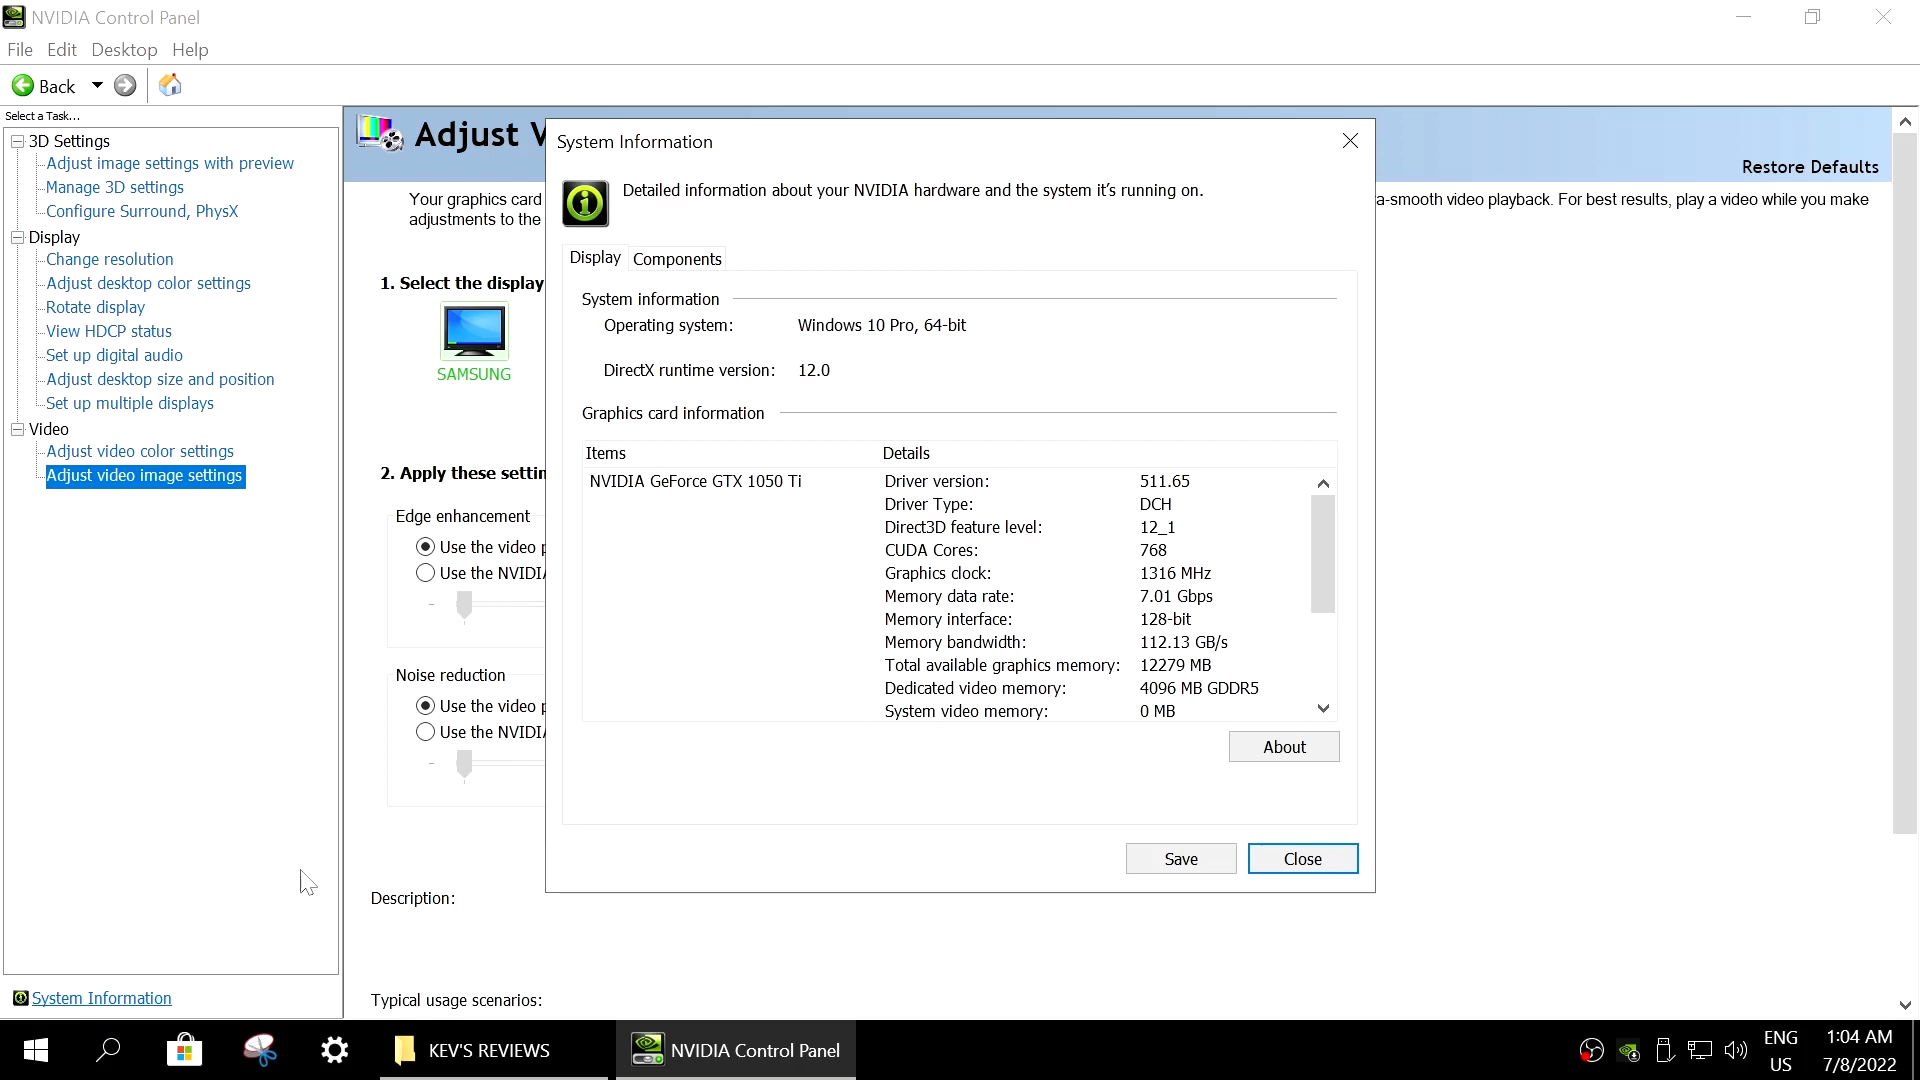 NVIDIA Control Panel
File Edit Desktop Help
Back
Select a Task...
3D Settings
Adjust image settings with preview
Manage 3D settings
Configure Surround, PhysX
Display
Change resolution
Adjust desktop color settings
Rotate display
View HDCP status
Set up digital audio
Adjust desktop size and position
Set up multiple displays
Video
Adjust video color settings
Adjust video image settings
System Information
Adjust V
Restore Defaults
Your graphics card
a-smooth video playback. For best results, play a video while you make
adjustments to the
1. Select the display
SAMSUNG
2. Apply these settin
Edge enhancement
Use the video p
Use the NVIDIA
Noise reduction
Use the video p
Use the NVIDIA
Description:
Typical usage scenarios:
System Information
Detailed information about your NVIDIA hardware and the system it's running on.
Display Components
System information
Operating system: Windows 10 Pro, 64-bit
DirectX runtime version: 12.0
Graphics card information
Items Details
NVIDIA GeForce GTX 1050 Ti Driver version: 511.65
Driver Type: DCH
Direct3D feature level: 12_1
CUDA Cores: 768
Graphics clock: 1316 MHz
Memory data rate: 7.01 Gbps
Memory interface: 128-bit
Memory bandwidth: 112.13 GB/s
Total available graphics memory: 12279 MB
Dedicated video memory: 4096 MB GDDR5
System video memory: 0 MB
About
Save Close
KEV'S REVIEWS
NVIDIA Control Panel
ENG
US
1:04 AM
7/8/2022